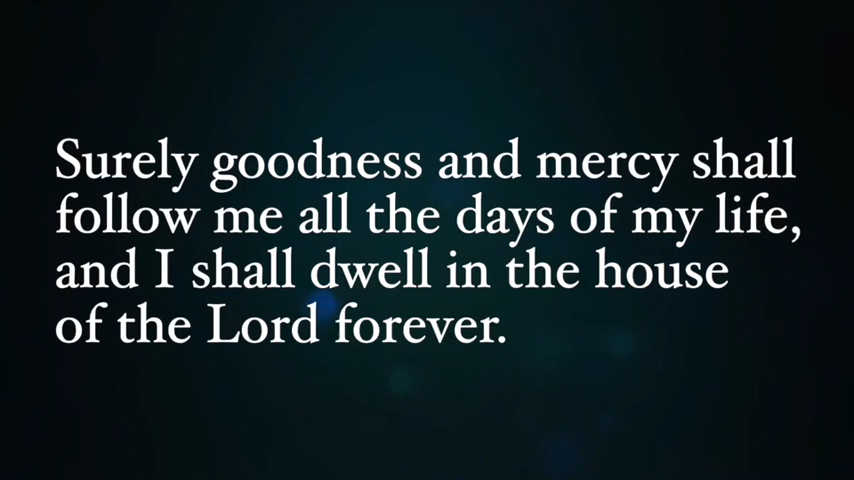 Surely goodness and mercy shall
follow me all the days of my life,
and I shall dwell in the house
of the Lord forever.